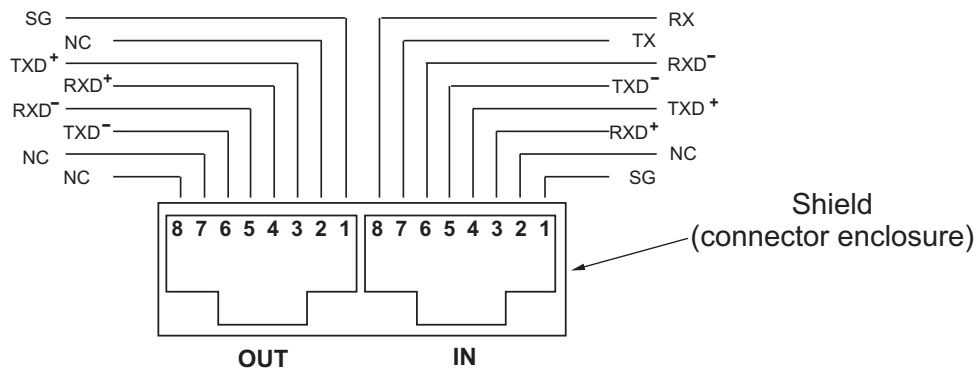 SG
NC
TXD+
RXD+
RXD-
TXD-
NC
NC
RX
TX
RXD-
TXD-
TXD+
RXD+
NC
SG
8 7 6 5 4 3 2 1
8 7 6 5 4 3 2 1
Shield
(connector enclosure)
OUT
IN